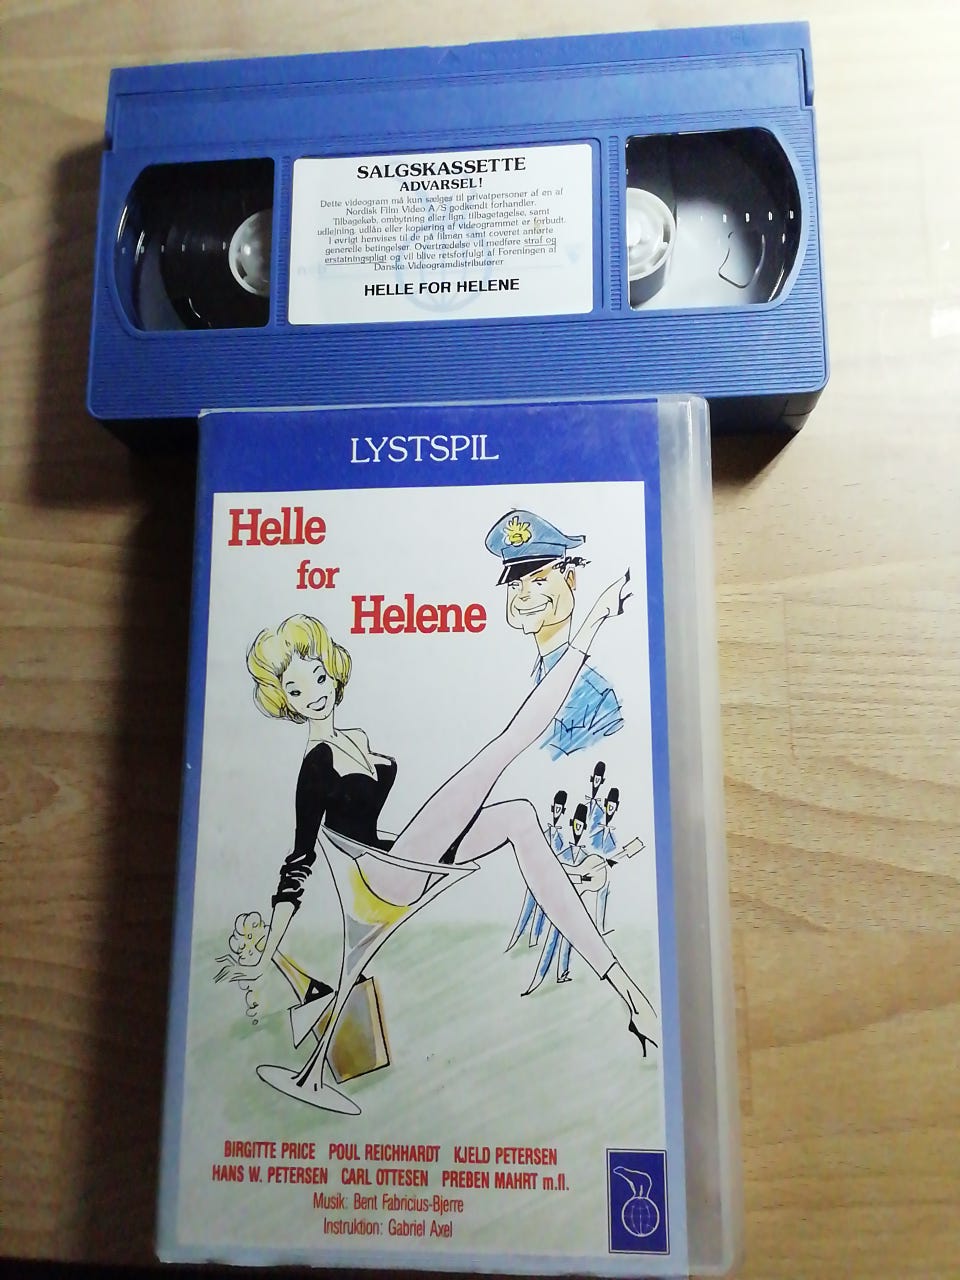 SALGSKASSETTE
ADVARSEL!
Dette videogram må kun sælges til privatpersoner af en af
Nordisk Film Video A/S godkendt forhandler.
Tilbagekøb, ombytning eller lign. tilbagetagelse, samt
udlejning, udlån eller kopiering af videogrammet er forbudt.
I øvrigt henvises til de på filmen samt coveret anførte
generelle betingelser. Overtrædelse vil medføre straf og
erstatningspligt og vil blive retsforfulgt af Foreningen af
Danske Videogramdistributører
HELLE FOR HELENE
LYSTSPIL
Helle
for
Helene
BIRGITTE PRICE POUL REICHHARDT KJELD PETERSEN
HANS W. PETERSEN CARL OTTESEN PREBEN MAHRT m.fl.
Musik: Bent Fabricius-Bjerre
Instruktion: Gabriel Axel